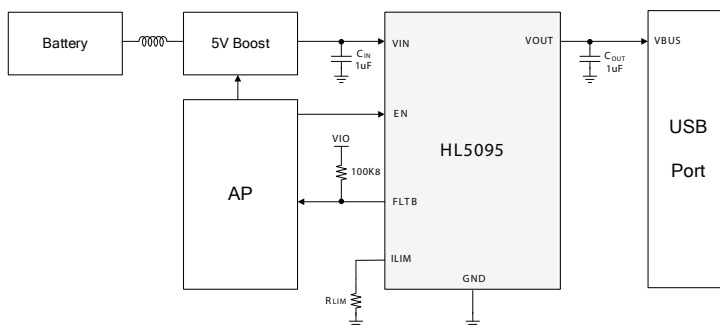 Battery
5V Boost
CIN
1uF
VIN
VOUT
COUT
1uF
VBUS
EN
HL5095
USB
Port
VIO
100K8
AP
FLTB
ILIM
RLIM
GND